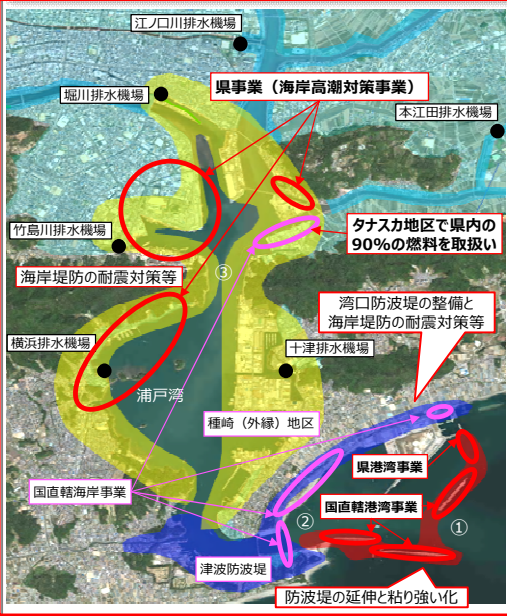 江ノ口川排水機場
堀川排水機場
県事業（海岸高潮対策事業）
本江田排水機場
タナスカ地区で県内の
90%の燃料を取扱い
竹島川排水機場
③
海岸堤防の耐震対策等
湾口防波堤の整備と
海岸堤防の耐震対策等
横浜排水機場
十津排水機場
浦戸湾
種崎（外縁）地区
県港湾事業
国直轄海岸事業
国直轄港湾事業
②
①
津波防波堤
防波堤の延伸と粘り強い化